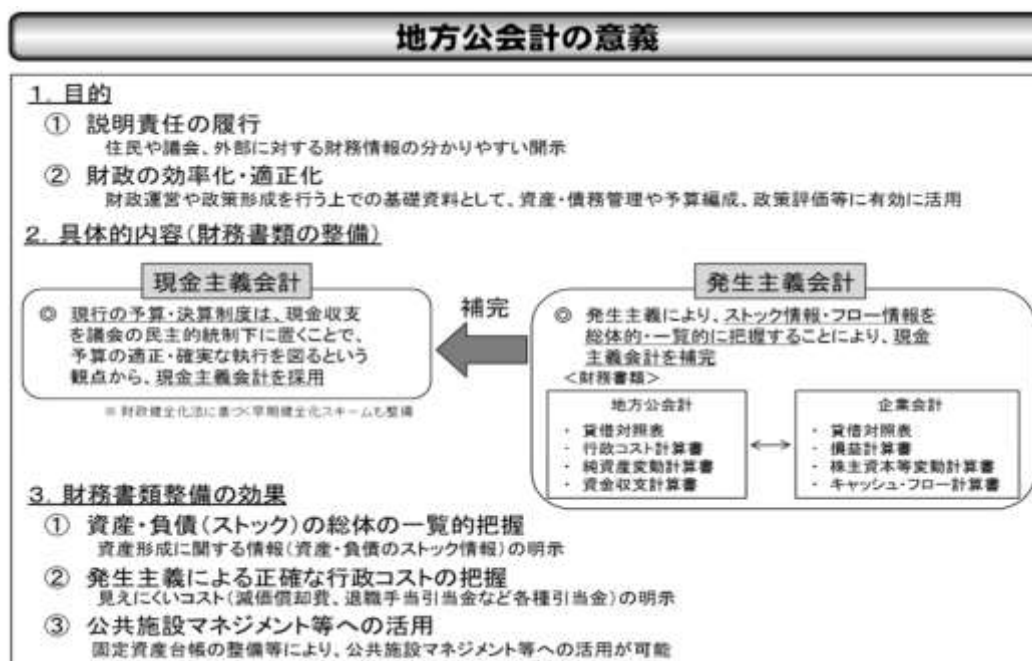 地方公会計の意義
1. 目的
① 説明責任の履行
住民や議会、外部に対する財務情報の分かりやすい開示
② 財政の効率化・適正化
財政運営や政策形成を行う上での基礎資料として、資産・債務管理や予算編成、政策評価等に有効に活用
2. 具体的内容(財務書類の整備)
現金主義会計
◎ 現行の予算・決算制度は、現金収支
を議会の民主的統制下に置くことで、
予算の適正・確実な執行を図るという
観点から、現金主義会計を採用
※ 財政健全化法に基づく早期健全化スキームも整備
補完
発生主義会計
◎ 発生主義により、ストック情報・フロー情報を
総体的・一覧的に把握することにより、現金
主義会計を補完
<財務書類>
地方公会計
・ 貸借対照表
・ 行政コスト計算書
・ 純資産変動計算書
・ 資金収支計算書
企業会計
・ 貸借対照表
・ 損益計算書
・ 株主資本等変動計算書
・ キャッシュ・フロー計算書
3. 財務書類整備の効果
① 資産・負債(ストック)の総体の一覧的把握
資産形成に関する情報(資産・負債のストック情報)の明示
② 発生主義による正確な行政コストの把握
見えにくいコスト(減価償却費、退職手当引当金など各種引当金)の明示
③ 公共施設マネジメント等への活用
固定資産台帳の整備等により、公共施設マネジメント等への活用が可能